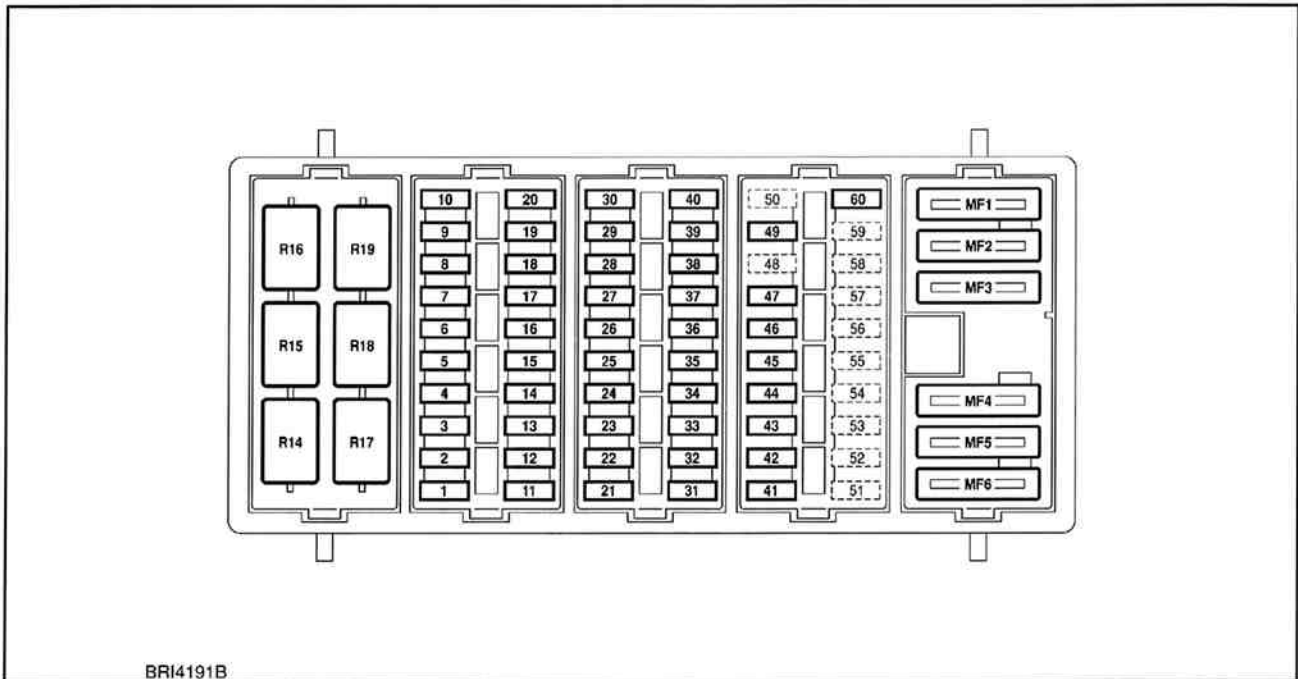 10 20 30 40 50 60 MF1
9 19 29 39 49 59 MF2
R16 R19 8 18 28 38 48 58
7 17 27 37 47 57 MF3
6 16 26 36 46 56
R15 R18 5 15 25 35 45 55
4 14 24 34 44 54 MF4
3 13 23 33 43 53
R14 R17 2 12 22 32 42 52 MF5
1 11 21 31 41 51 MF6
BRI4191B